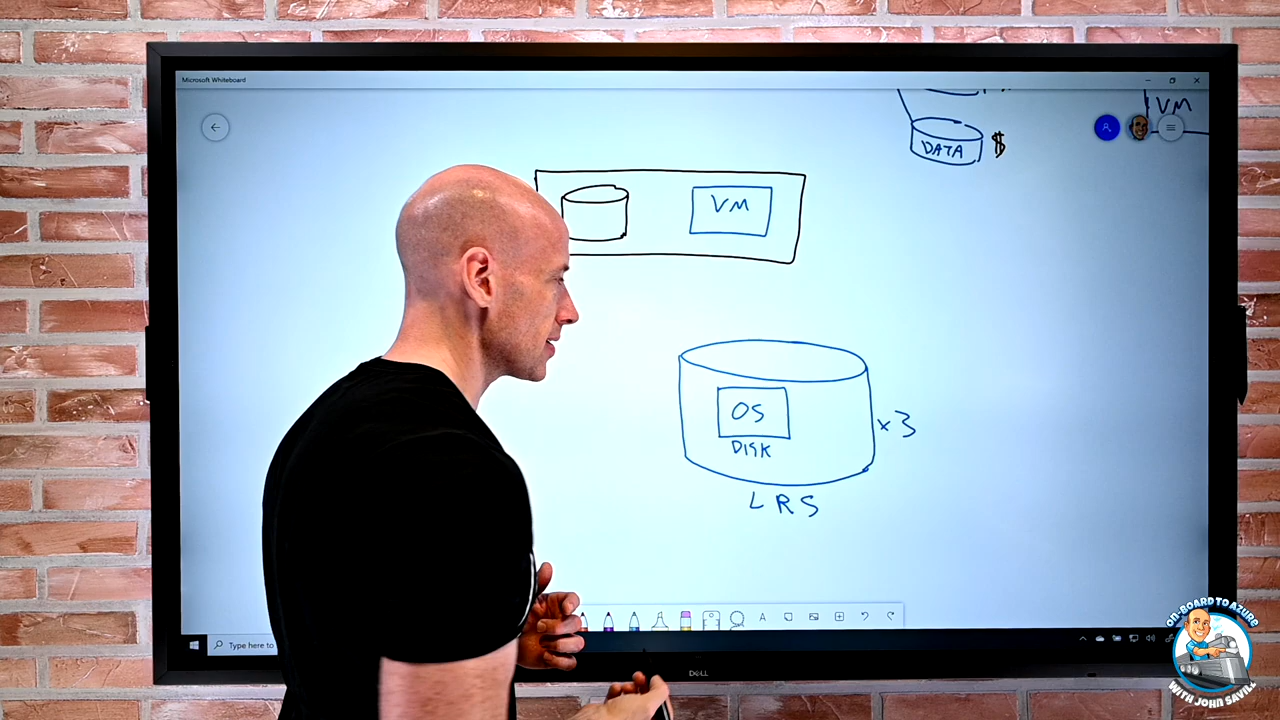 Microsoft Whiteboard
VM
DATA $
VM
OS
DISK
x3
LRS
A
Type here to
DELL
ON-BOARD TO AZURE
WITH JOHN SAVILL